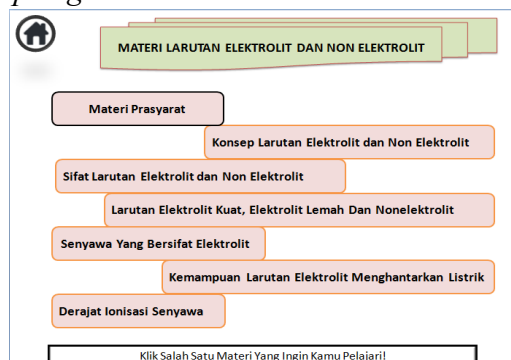 MATERI LARUTAN ELEKTROLIT DAN NON ELEKTROLIT
Materi Prasyarat
Konsep Larutan Elektrolit dan Non Elektrolit
Sifat Larutan Elektrolit dan Non Elektrolit
Larutan Elektrolit Kuat, Elektrolit Lemah Dan Nonelektrolit
Senyawa Yang Bersifat Elektrolit
Kemampuan Larutan Elektrolit Menghantarkan Listrik
Derajat Ionisasi Senyawa
Klik Salah Satu Materi Yang Ingin Kamu Pelajari!